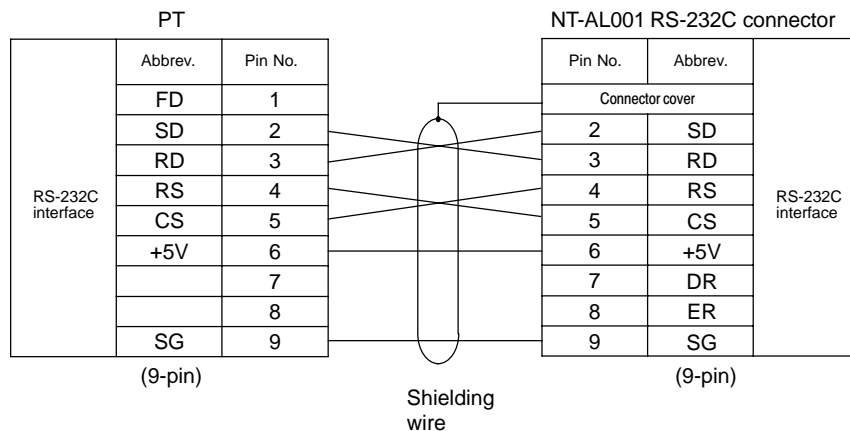 PT
NT-AL001 RS-232C connector
Abbrev. Pin No.
FD 1
SD 2
RD 3
RS 4
CS 5
+5V 6
7
8
SG 9
RS-232C
interface
(9-pin)
Pin No. Abbrev.
Connector cover
2 SD
3 RD
4 RS
5 CS
6 +5V
7 DR
8 ER
9 SG
RS-232C
interface
(9-pin)
Shielding
wire